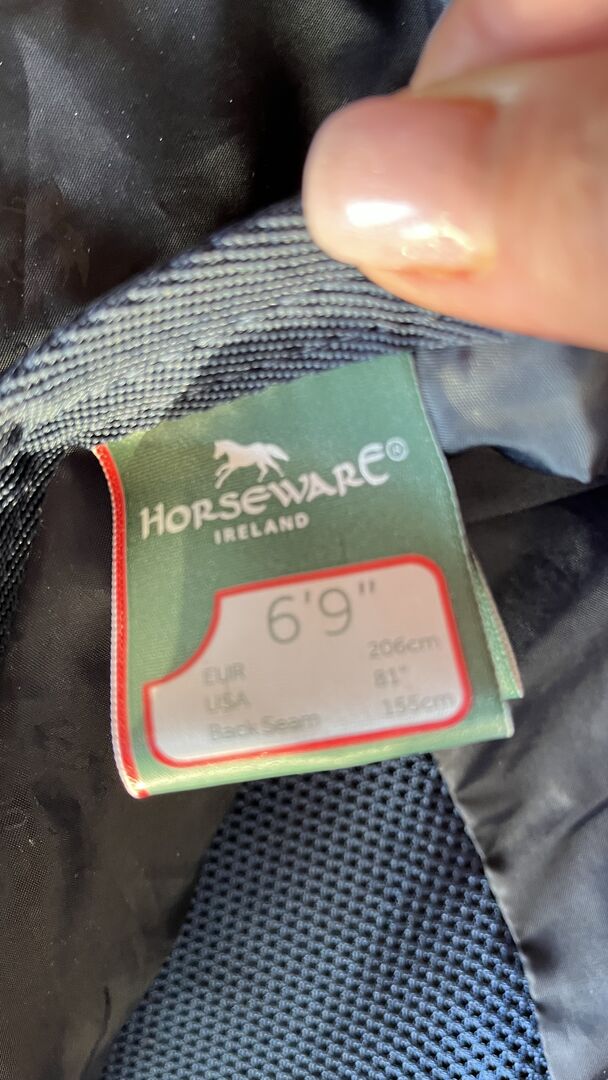 HORSEWARE®
IRELAND
6'9"
EUR 206cm
USA 81"
Back Seam 155cm